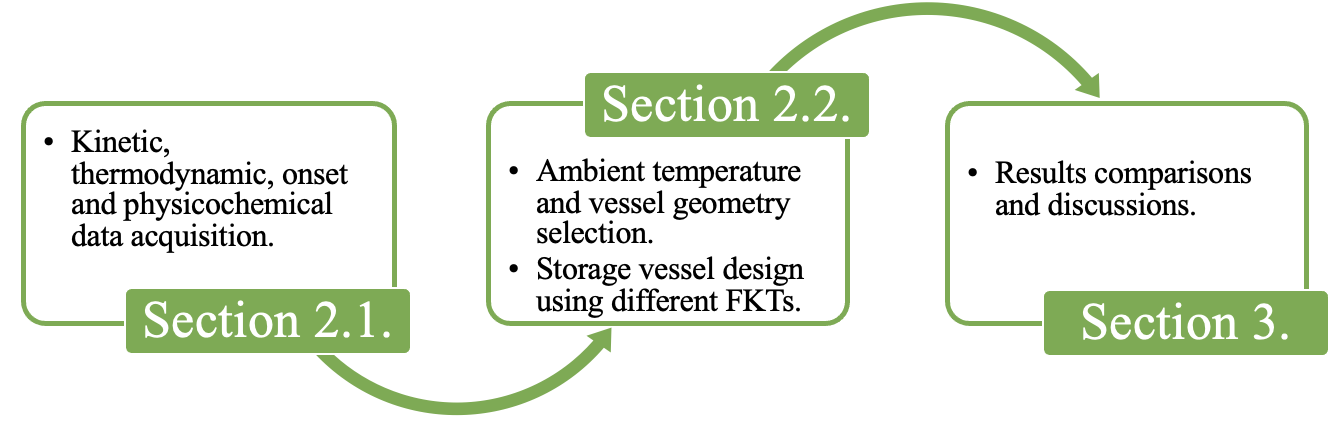 • Kinetic,
thermodynamic, onset
and physicochemical
data acquisition.
Section 2.1.
Section 2.2.
• Ambient temperature
and vessel geometry
selection.
• Storage vessel design
using different FKTs.
• Results comparisons
and discussions.
Section 3.